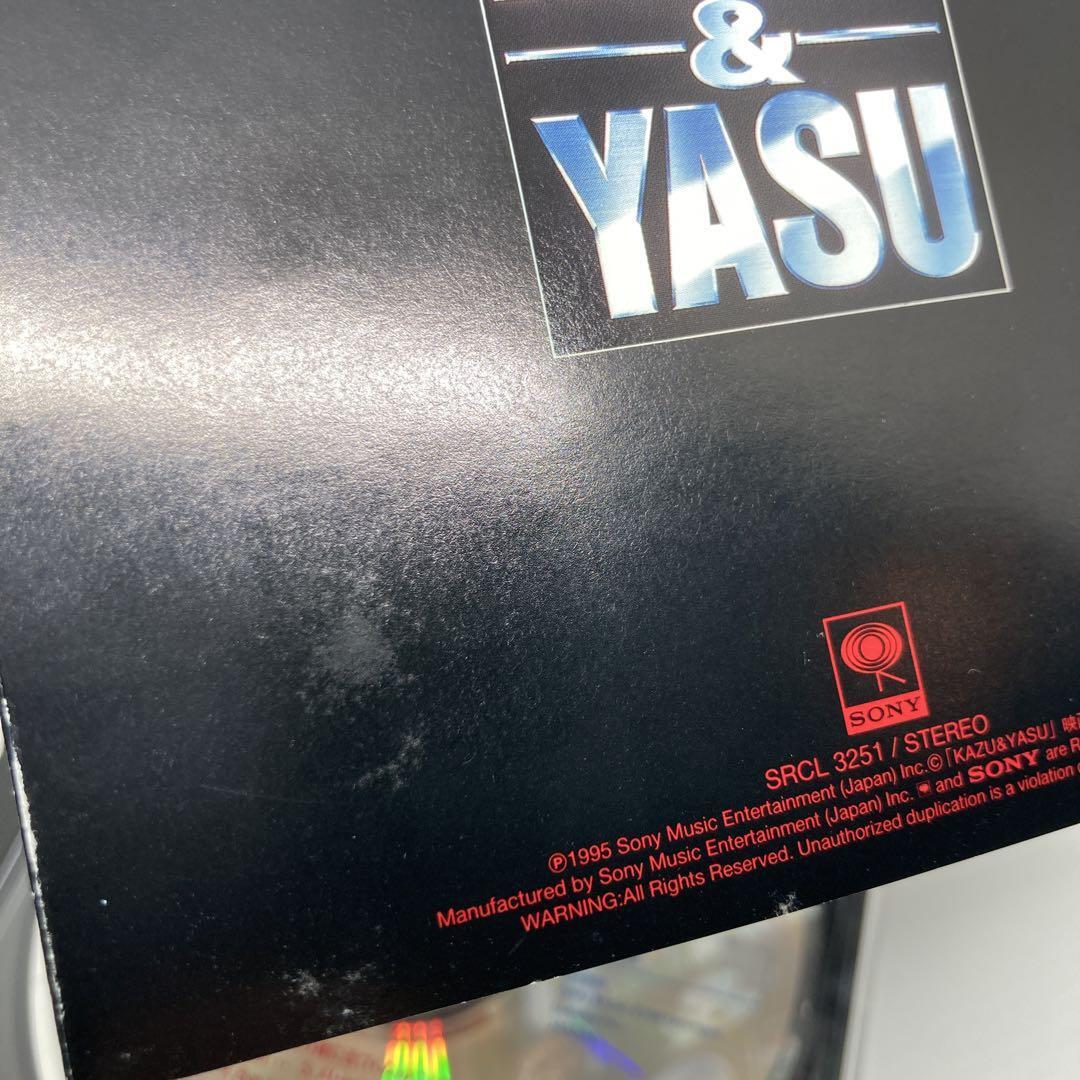 &
YASU
SONY
SRCL 3251 / STEREO
℗1995 Sony Music Entertainment (Japan) Inc.©「KAZU&YASU」映
Manufactured by Sony Music Entertainment (Japan) Inc. and SONY are
WARNING:All Rights Reserved. Unauthorized duplication is a violation